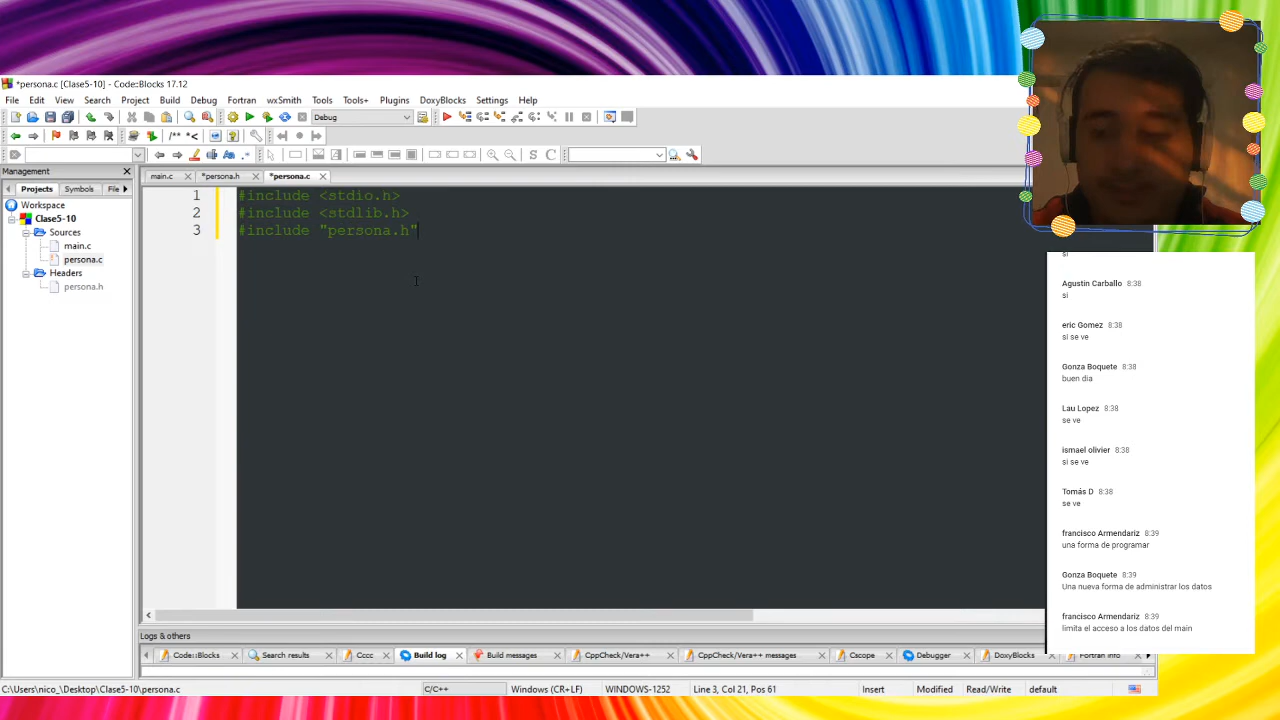 *persona.c [Clase5-10] - Code::Blocks 17.12
File Edit View Search Project Build Debug Fortran wxSmith Tools Tools+ Plugins DoxyBlocks Settings Help
Debug
/** *<
Aa
S C
Management
main.c *persona.h *persona.c
Projects Symbols File
Workspace
Clase5-10
Sources
main.c
persona.c
Headers
persona.h
1 #include <stdio.h>
2 #include <stdlib.h>
3 #include "persona.h"
si
Agustin Carballo 8:38
si
eric Gomez 8:38
si se ve
Gonza Boquete 8:38
buen dia
Lau Lopez 8:38
se ve
ismael olivier 8:38
si se ve
Tomás D 8:38
se ve
francisco Armendariz 8:39
una forma de programar
Gonza Boquete 8:39
Una nueva forma de administrar los datos
francisco Armendariz 8:39
limita el acceso a los datos del main
Logs & others
Code::Blocks Search results Cccc Build log Build messages CppCheck/Vera++ CppCheck/Vera++ messages Cscope Debugger DoxyBlocks Fortran info
C:\Users\nico_\Desktop\Clase5-10\persona.c C/C++ Windows (CR+LF) WINDOWS-1252 Line 3, Col 21, Pos 61 Insert Modified Read/Write default